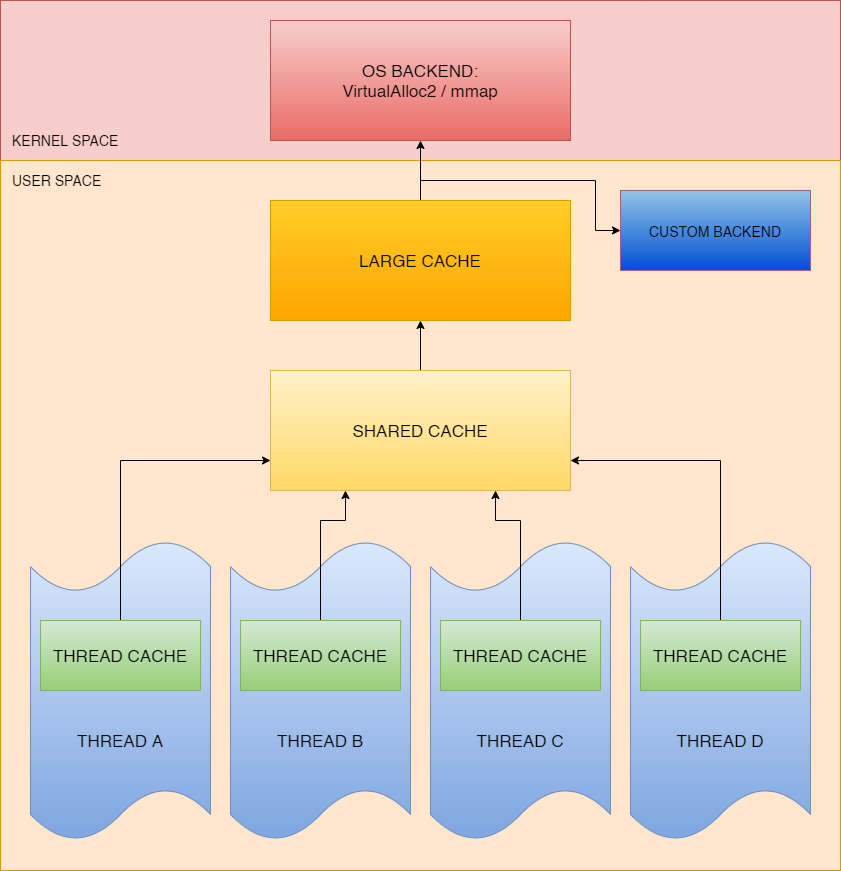 OS BACKEND:
VirtualAlloc2 / mmap
KERNEL SPACE
USER SPACE
CUSTOM BACKEND
LARGE CACHE
SHARED CACHE
THREAD CACHE
THREAD CACHE
THREAD CACHE
THREAD CACHE
THREAD A
THREAD B
THREAD C
THREAD D